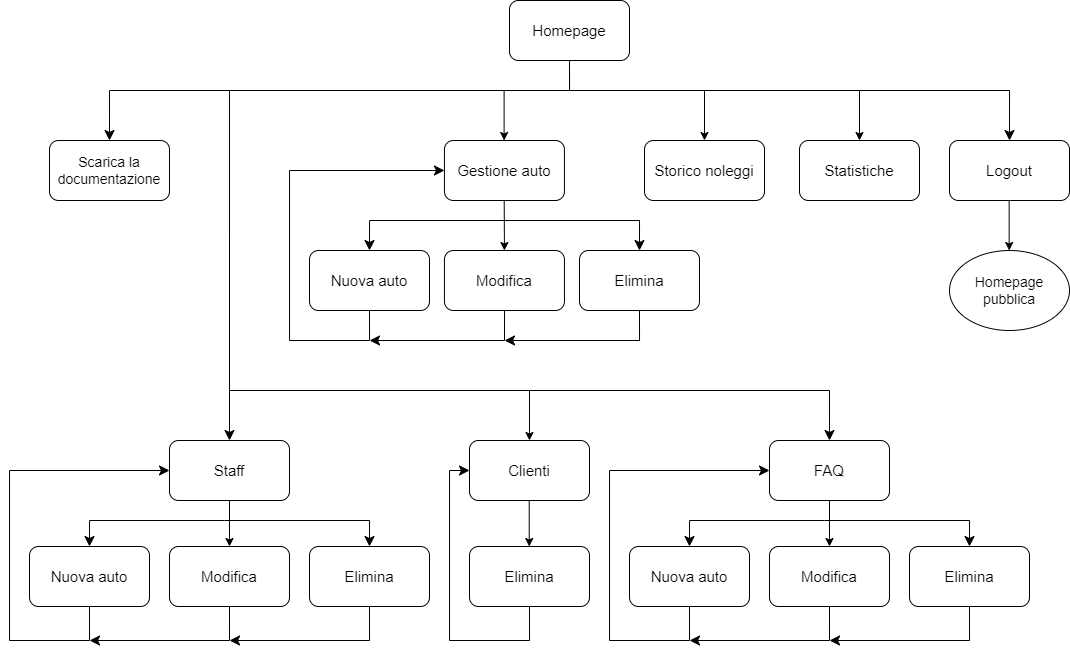 Homepage
Scarica la
documentazione
Gestione auto
Storico noleggi
Statistiche
Logout
Nuova auto
Modifica
Elimina
Homepage
pubblica
Staff
Clienti
FAQ
Nuova auto
Modifica
Elimina
Elimina
Nuova auto
Modifica
Elimina